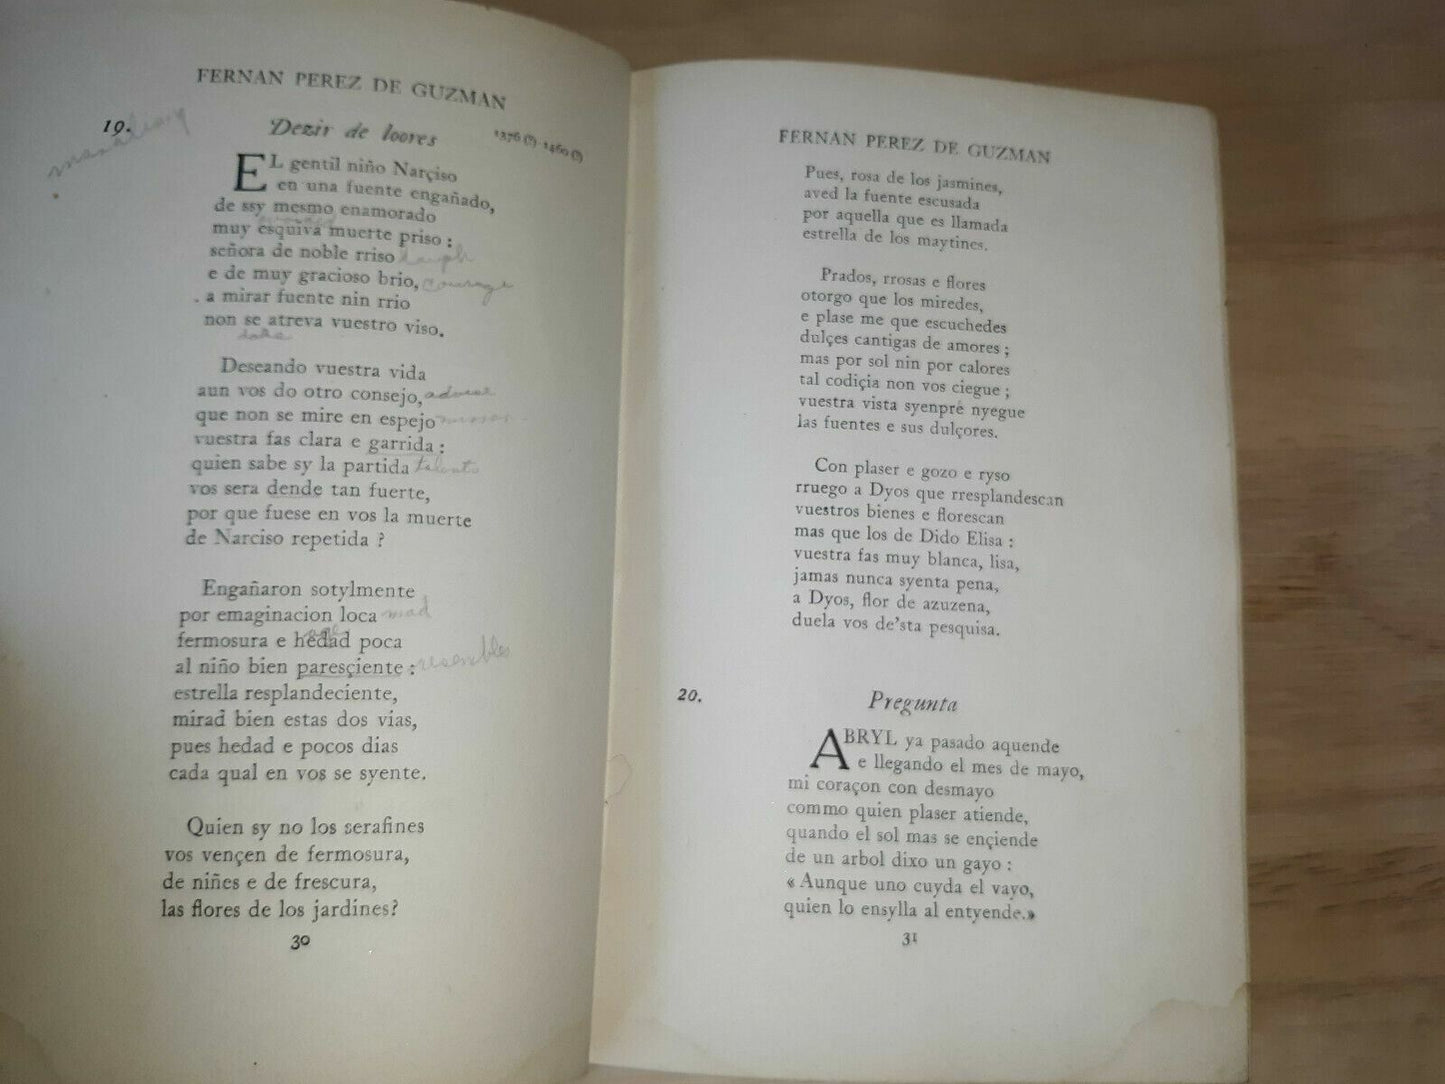 FERNAN PEREZ DE GUZMAN
19.
Dezir de loores
1376 (?)-1460 (?)
EL gentil niño Narçiso
en una fuente engañado,
de ssy mesmo enamorado
muy esquiva muerte priso :
señora de noble rriso laugh
e de muy gracioso brio, courage
a mirar fuente nin rrio
non se atreva vuestro viso.
Deseando vuestra vida
aun vos do otro consejo, advise
que non se mire en espejo mirror
vuestra fas clara e garrida :
quien sabe sy la partida talents
vos sera dende tan fuerte,
por que fuese en vos la muerte
de Narciso repetida ?
Engañaron sotylmente
por emaginacion loca mad
age
fermosura e hedad poca
al niño bien paresçiente : resembles
estrella resplandeciente,
mirad bien estas dos vias,
pues hedad e pocos dias
cada qual en vos se syente.
Quien sy no los serafines
vos vençen de fermosura,
de niñes e de frescura,
las flores de los jardines?
30
FERNAN PEREZ DE GUZMAN
Pues, rosa de los jasmines,
aved la fuente escusada
por aquella que es llamada
estrella de los maytines.
Prados, rrosas e flores
otorgo que los miredes,
e plase me que escuchedes
dulçes cantigas de amores ;
mas por sol nin por calores
tal codiçia non vos ciegue ;
vuestra vista syenpre nyegue
las fuentes e sus dulçores.
Con plaser e gozo e ryso
rruego a Dyos que rresplandescan
vuestros bienes e florescan
mas que los de Dido Elisa :
vuestra fas muy blanca, lisa,
jamas nunca syenta pena,
a Dyos, flor de azuzena,
duela vos de'sta pesquisa.
20.
Pregunta
ABRYL ya pasado aquende
e llegando el mes de mayo,
mi coraçon con desmayo
commo quien plaser atiende,
quando el sol mas se ençiende
de un arbol dixo un gayo :
«Aunque uno cuyda el vayo,
quien lo ensylla al entyende.»
31